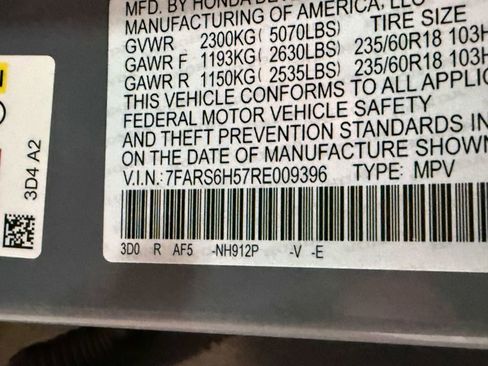 MFD. BY HONDA DE
MANUFACTURING OF AMERICA, LLC
TIRE SIZE
GVWR 2300KG( 5070LBS)
GAWR F 1193KG( 2630LBS) 235/60R18 103H
GAWR R 1150KG( 2535LBS) 235/60R18 103H
THIS VEHICLE CONFORMS TO ALL APPLIC
FEDERAL MOTOR VEHICLE SAFETY
AND THEFT PREVENTION STANDARDS IN
ON THE DATE OF MANUFACTURE SHOWN
V.I.N.:7FARS6H57RE009396 TYPE: MPV
3D0 R AF5 -NH912P -V -E
3D4 A2